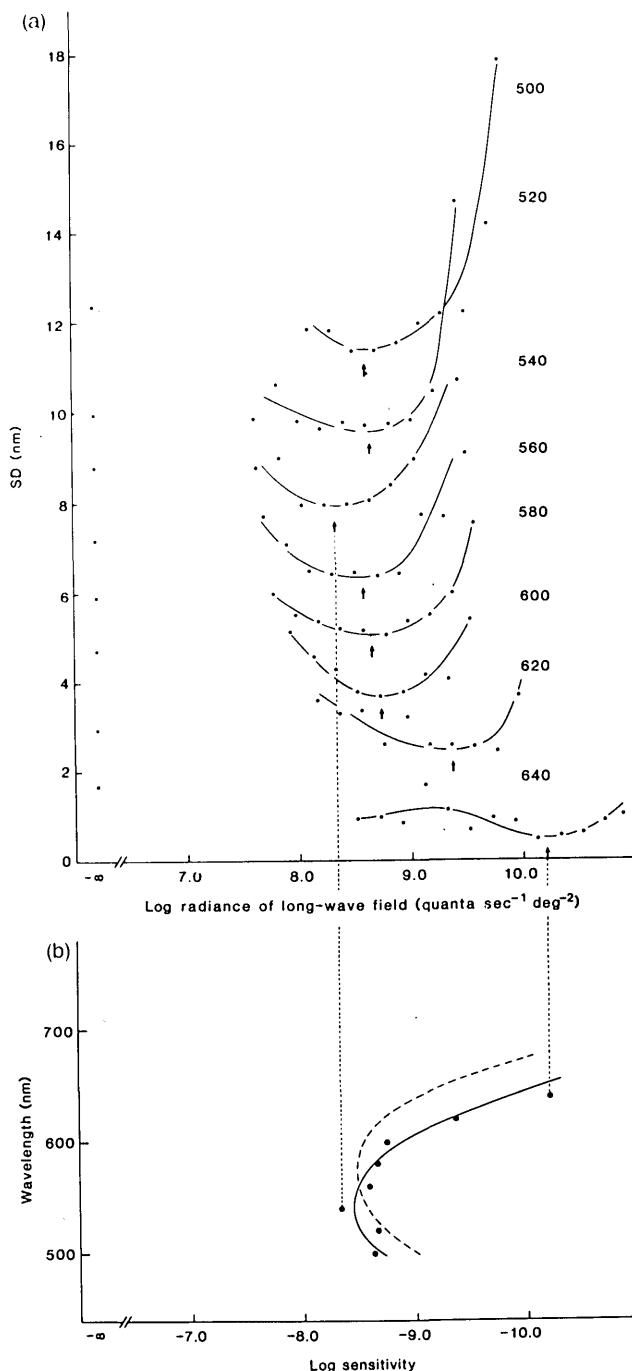 (a)
18
16
14
12
10
8
6
4
2
0
SD (nm)
500
520
540
560
580
600
620
640
-∞ 7.0 8.0 -9.0 -10.0
Log radiance of long-wave field (quanta sec⁻¹ deg⁻²)
(b)
700
600
500
Wavelength (nm)
-∞ -7.0 -8.0 -9.0 -10.0
Log sensitivity